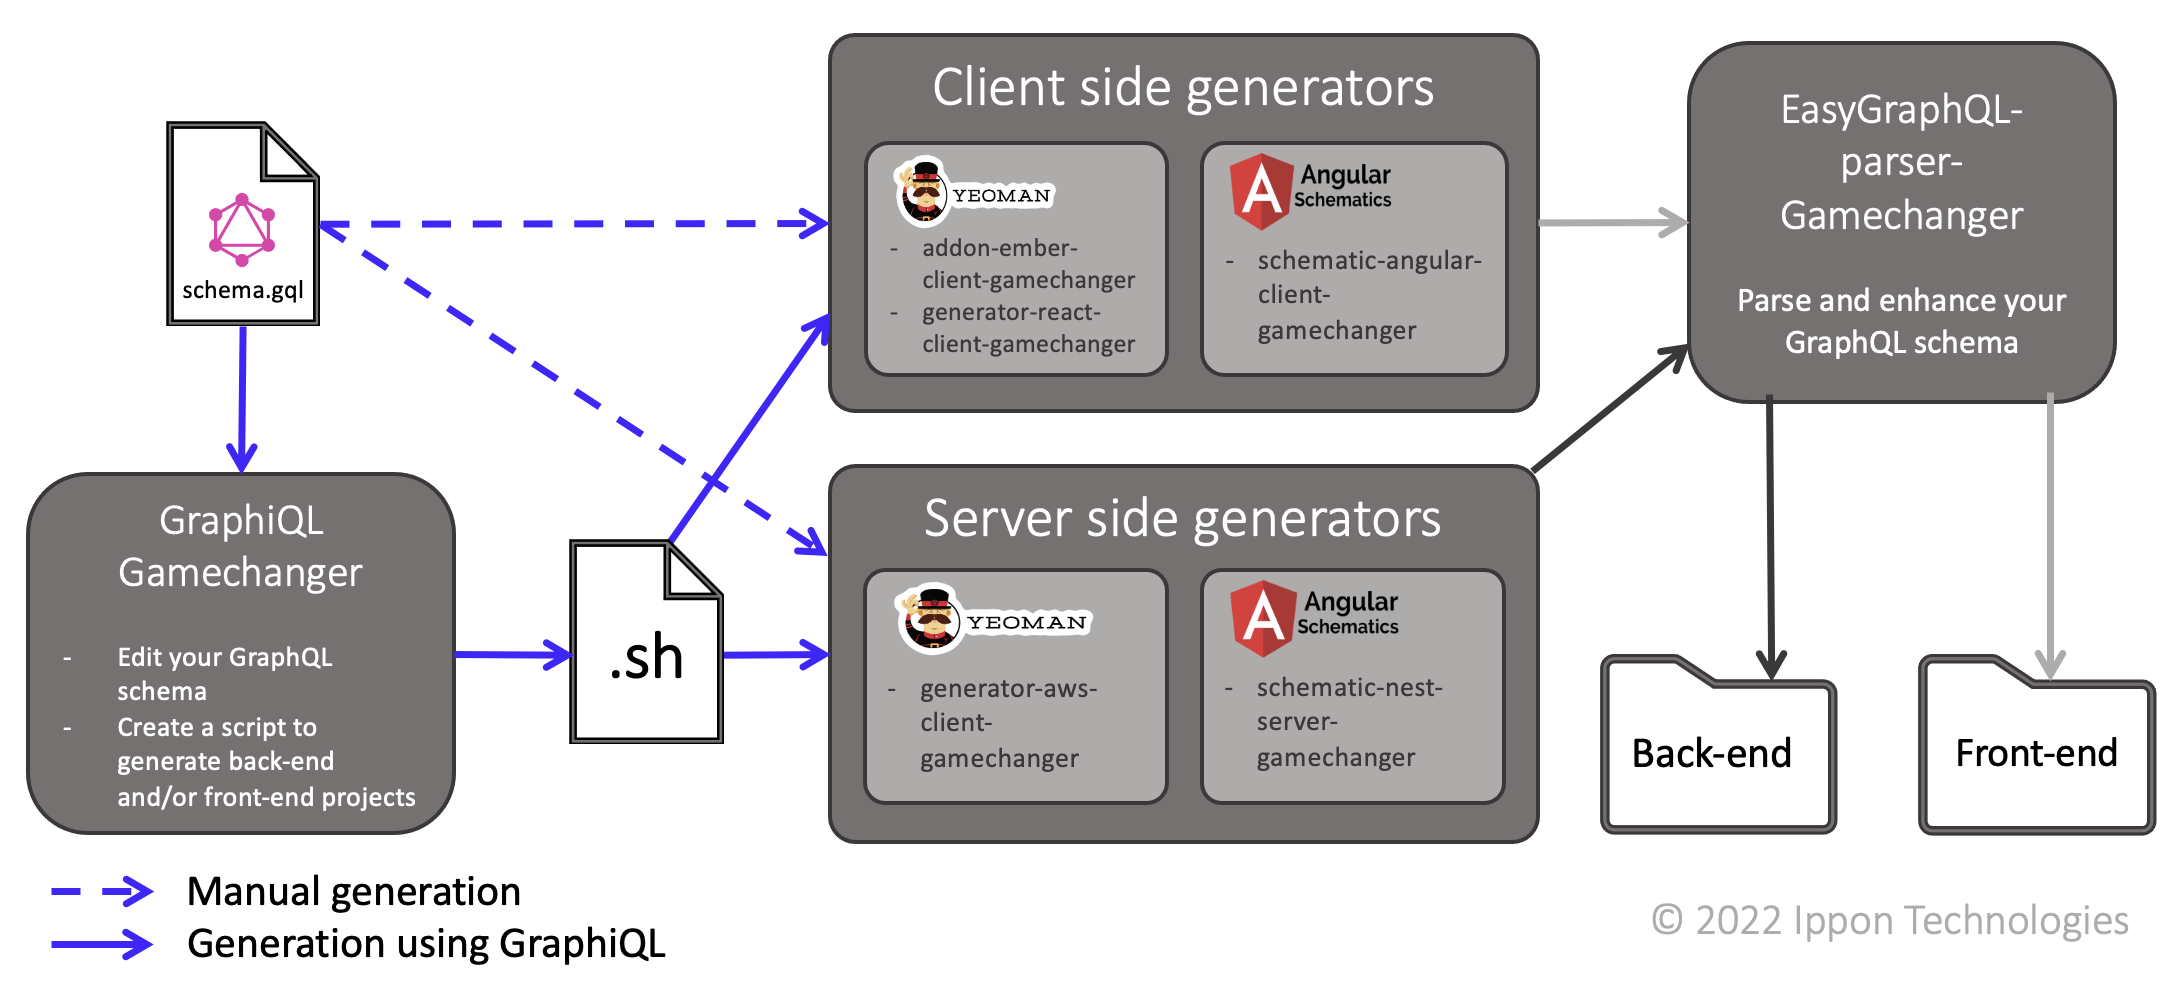 schema.gql
GraphiQL
Gamechanger
- Edit your GraphQL
schema
- Create a script to
generate back-end
and/or front-end projects
.sh
Client side generators
YEOMAN
- addon-ember-
client-gamechanger
- generator-react-
client-gamechanger
Angular
Schematics
- schematic-angular-
client-
gamechanger
Server side generators
YEOMAN
- generator-aws-
client-
gamechanger
Angular
Schematics
- schematic-nest-
server-
gamechanger
EasyGraphQL-
parser-
Gamechanger
Parse and enhance your
GraphQL schema
Back-end
Front-end
Manual generation
Generation using GraphiQL
© 2022 Ippon Technologies